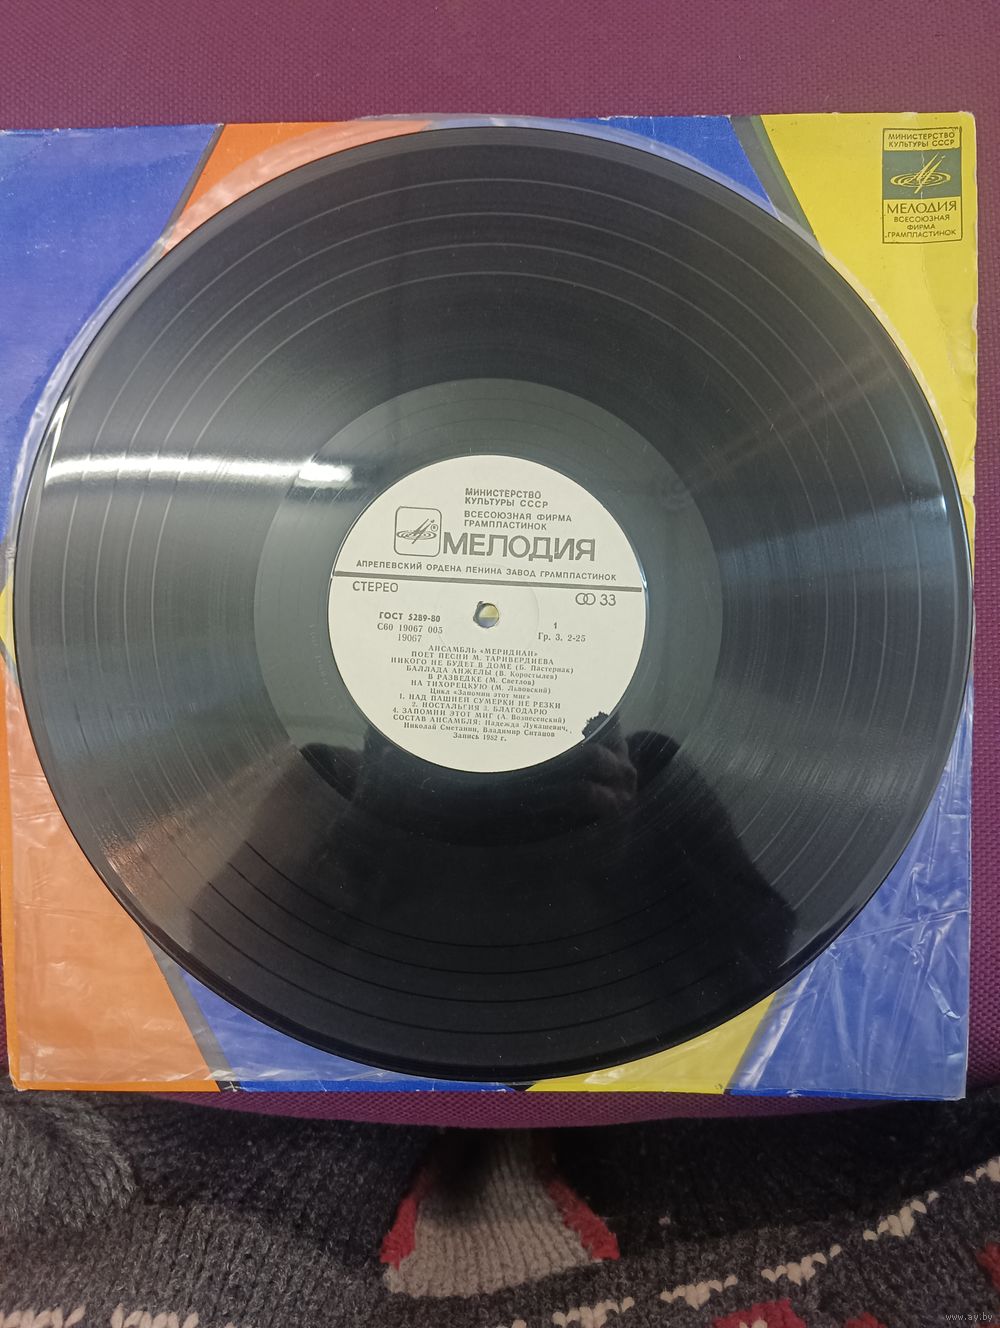 МИНИСТЕРСТВО
КУЛЬТУРЫ СССР
МЕЛОДИЯ
ВСЕСОЮЗНАЯ
ФИРМА
ГРАМПЛАСТИНОК
МИНИСТЕРСТВО
КУЛЬТУРЫ СССР
ВСЕСОЮЗНАЯ ФИРМА
ГРАМПЛАСТИНОК
МЕЛОДИЯ
АПРЕЛЕВСКИЙ ОРДЕНА ЛЕНИНА ЗАВОД ГРАМПЛАСТИНОК
СТЕРЕО 33
ГОСТ 5289-80
С60 19067 005 1
19067 Гр. 3. 2-25
АНСАМБЛЬ «МЕРИДИАН»
ПОЕТ ПЕСНИ М. ТАРИВЕРДИЕВА
НИКОГО НЕ БУДЕТ В ДОМЕ (Б. Пастернак)
БАЛЛАДА АНЖЕЛЫ (В. Коростылев)
В РАЗВЕДКЕ (М. Светлов)
НА ТИХОРЕЦКУЮ (М. Львовский)
Цикл «Запомни этот миг»
1. НАД ПАШНЕЙ СУМЕРКИ НЕ РЕЗКИ
2. НОСТАЛЬГИЯ 3. БЛАГОДАРЮ
4. ЗАПОМНИ ЭТОТ МИГ (А. Вознесенский)
СОСТАВ АНСАМБЛЯ: Надежда Лукашевич,
Николай Сметанин, Владимир Ситанов
Запись 1982 г.
www.ay.by